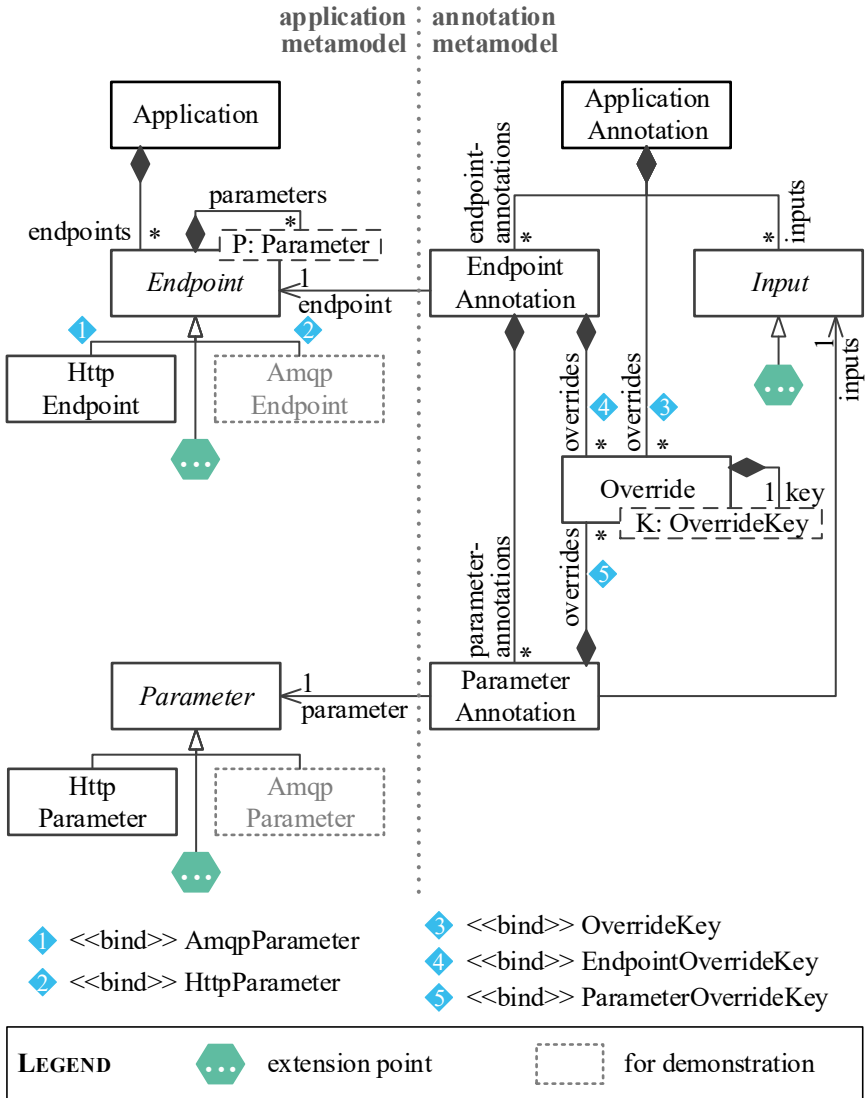 application
metamodel
annotation
metamodel
Application
Application
Annotation
endpoints
*
parameters
*
P: Parameter
Endpoint
endpoint-
annotations
*
Endpoint
Annotation
1
endpoint
inputs
*
Input
1
2
Http
Endpoint
Amqp
Endpoint
...
...
1
inputs
overrides
4
*
overrides
3
*
Override
1 key
K: OverrideKey
*
overrides
5
parameter-
annotations
*
Parameter
1
parameter
Parameter
Annotation
Http
Parameter
Amqp
Parameter
...
1 <<bind>> AmqpParameter
2 <<bind>> HttpParameter
3 <<bind>> OverrideKey
4 <<bind>> EndpointOverrideKey
5 <<bind>> ParameterOverrideKey
LEGEND
... extension point
for demonstration